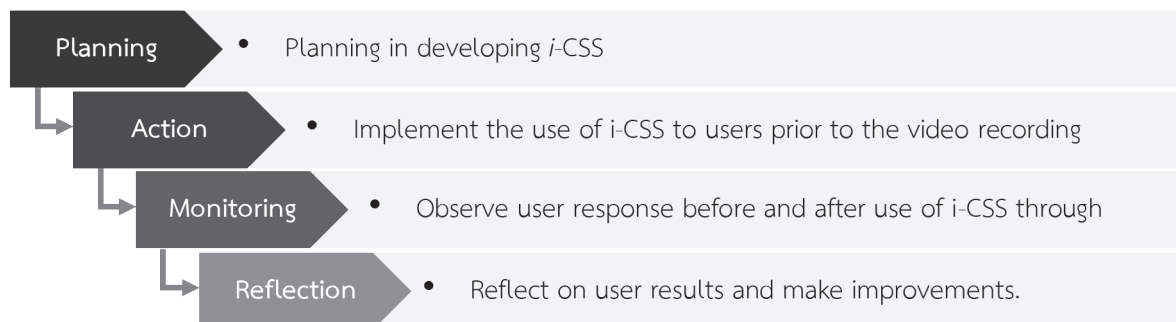 Planning • Planning in developing i-CSS
Action • Implement the use of i-CSS to users prior to the video recording
Monitoring • Observe user response before and after use of i-CSS through
Reflection • Reflect on user results and make improvements.